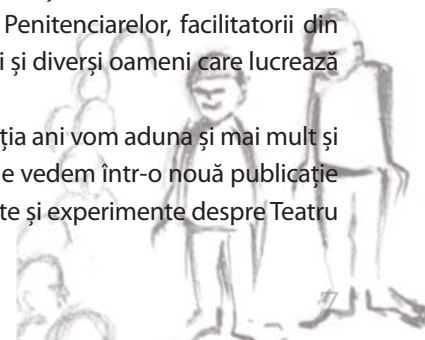 Penitenciarelor, facilitatorii din
i și diverși oameni care lucrează
ția ani vom aduna și mai mult și
e vedem într-o nouă publicație
te și experimente despre Teatru
7